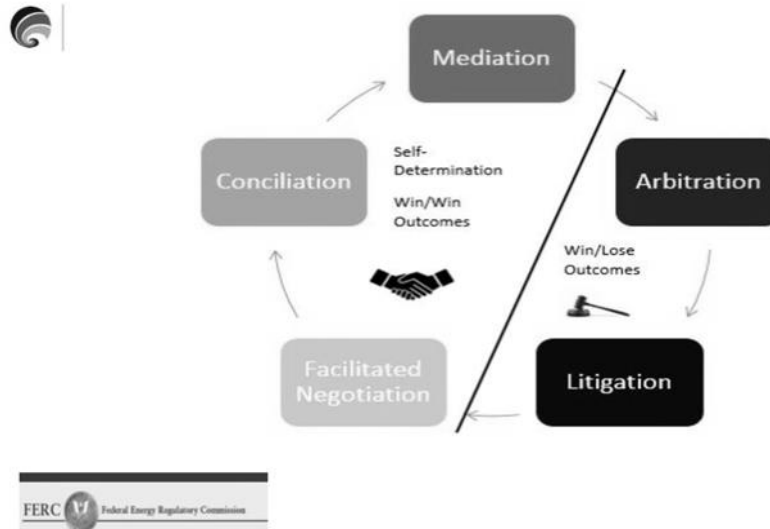 Mediation
Conciliation
Self-
Determination
Win/Win
Outcomes
Arbitration
Win/Lose
Outcomes
Facilitated
Negotiation
Litigation
FERC Federal Energy Regulatory Commission